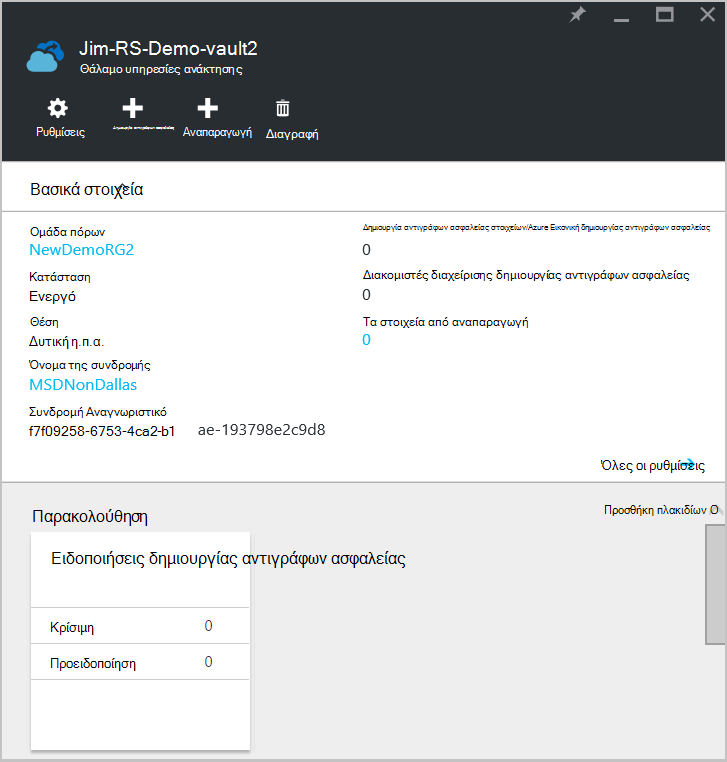 Jim-RS-Demo-vault2
Θάλαμο υπηρεσίες ανάκτησης
Ρυθμίσεις
Δημιουργία αντιγράφων ασφαλείας
Αναπαραγωγή
Διαγραφή
Βασικά στοιχεία
Ομάδα πόρων
NewDemoRG2
Κατάσταση
Ενεργό
Θέση
Δυτική η.π.α.
Όνομα της συνδρομής
MSDNonDallas
Συνδρομή Αναγνωριστικό
f7f09258-6753-4ca2-b1 ae-193798e2c9d8
Δημιουργία αντιγράφων ασφαλείας στοιχείων/Azure Εικονική δημιουργίας αντιγράφων ασφαλείας
0
Διακομιστές διαχείρισης δημιουργίας αντιγράφων ασφαλείας
0
Τα στοιχεία από αναπαραγωγή
0
Όλες οι ρυθμίσεις
Παρακολούθηση
Προσθήκη πλακιδίων Ο
Ειδοποιήσεις δημιουργίας αντιγράφων ασφαλείας
Κρίσιμη 0
Προειδοποίηση 0